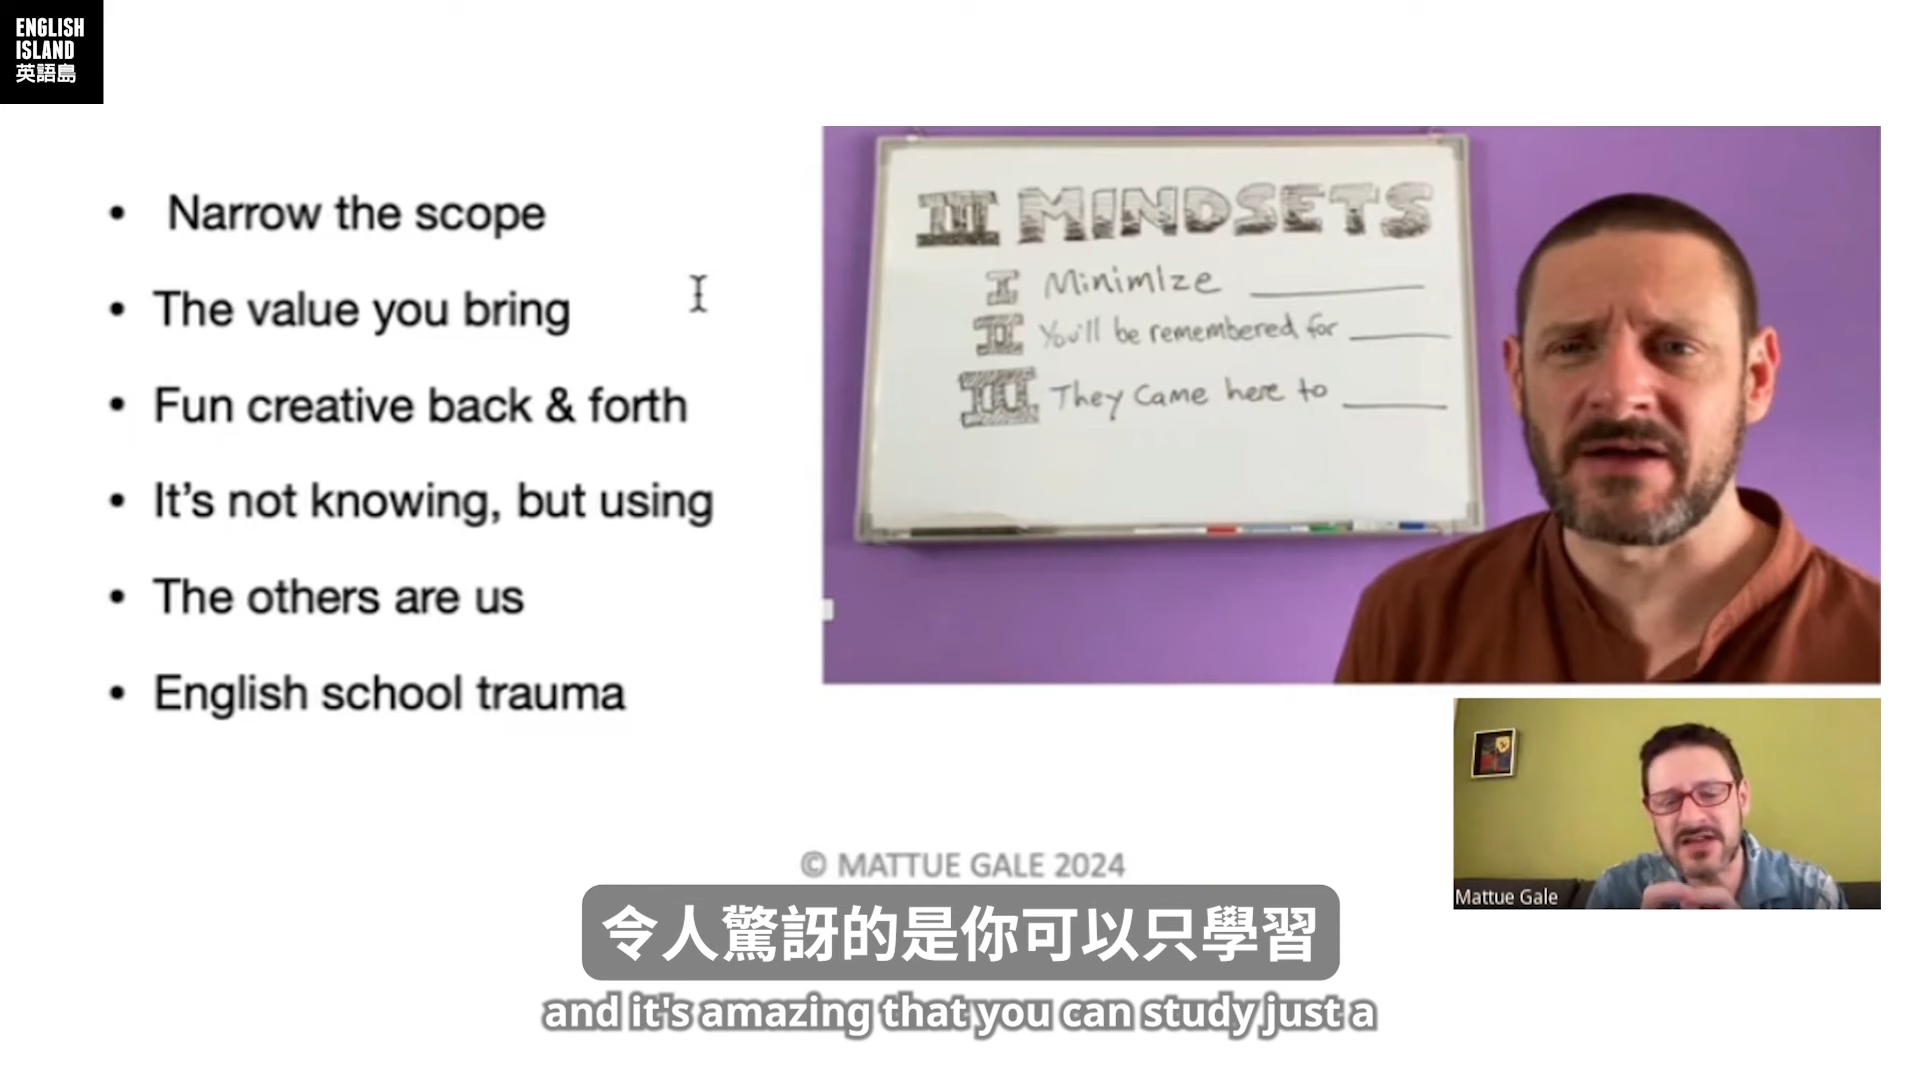 ENGLISH
ISLAND
英語島
• Narrow the scope
• The value you bring
• Fun creative back & forth
• It's not knowing, but using
• The others are us
• English school trauma
III MINDSETS
I MinimIze ______
II You'll be remembered for ______
III They came here to ______
Mattue Gale
© MATTUE GALE 2024
令人驚訝的是你可以只學習
and it's amazing that you can study just a